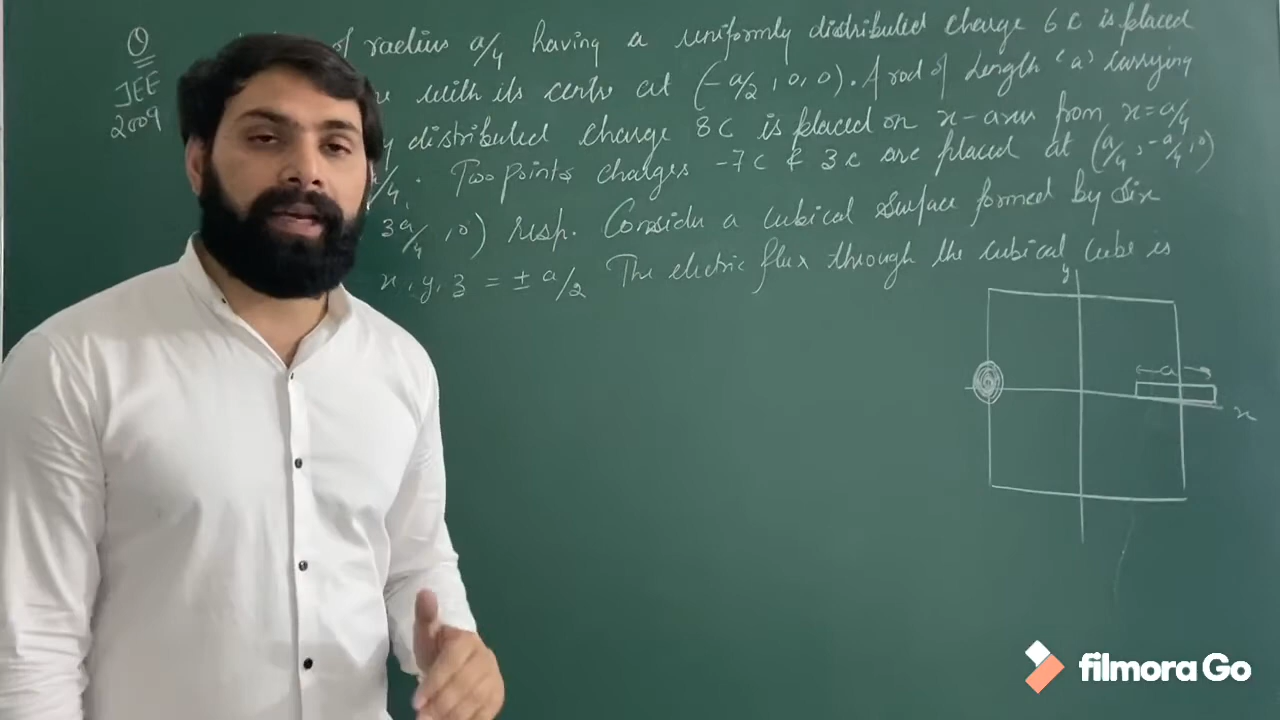 Q of radius a/4 having a uniformly distributed charge 6C is placed
JEE with its centre at (-a/2, 0, 0). A rod of length 'a' carrying
2009 distributed charge 8C is placed on x-axis from x=a/4
/4. Two points charges -7C & 3C are placed at (a/4, -a/4, 0)
3a/4, 0) resp. Consider a cubical surface formed by six
x, y, z = ± a/2 The electric flux through the cubical cube is
y
a
x
filmora Go